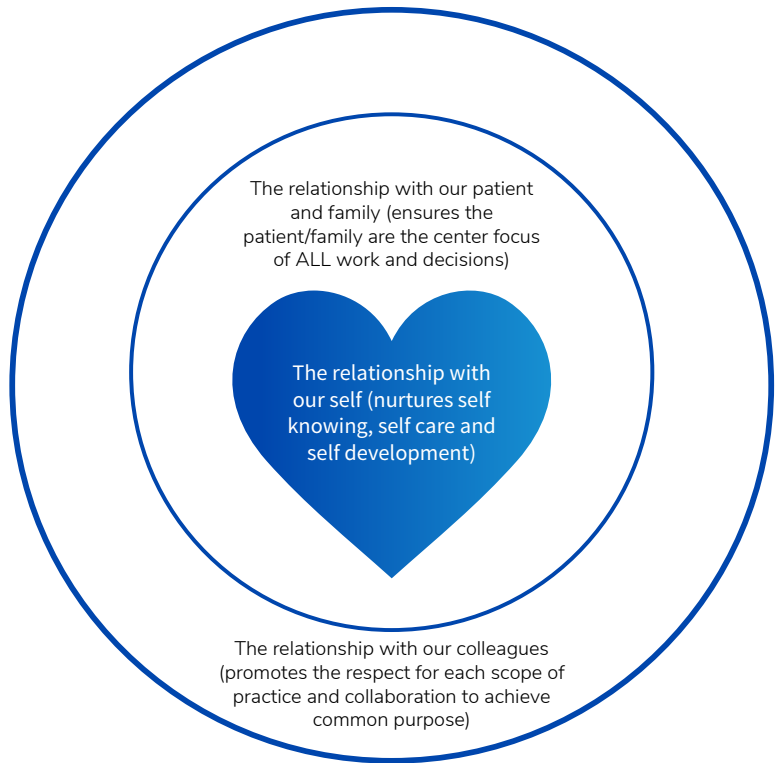 The relationship with our patient
and family (ensures the
patient/family are the center focus
of ALL work and decisions)
The relationship with
our self (nurtures self
knowing, self care and
self development)
The relationship with our colleagues
(promotes the respect for each scope of
practice and collaboration to achieve
common purpose)